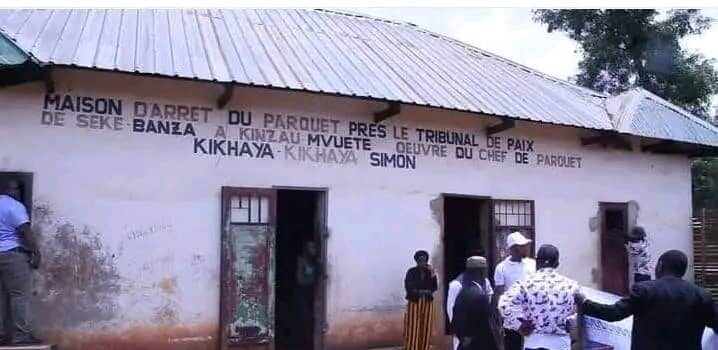 MAISON D'ARRET DU PARQUET PRÈS LE TRIBUNAL DE PAIX
DE SEKE-BANZA A KINZAU-MVUETE OEUVRE DU CHEF DE PARQUET
KIKHAYA-KIKHAYA SIMON